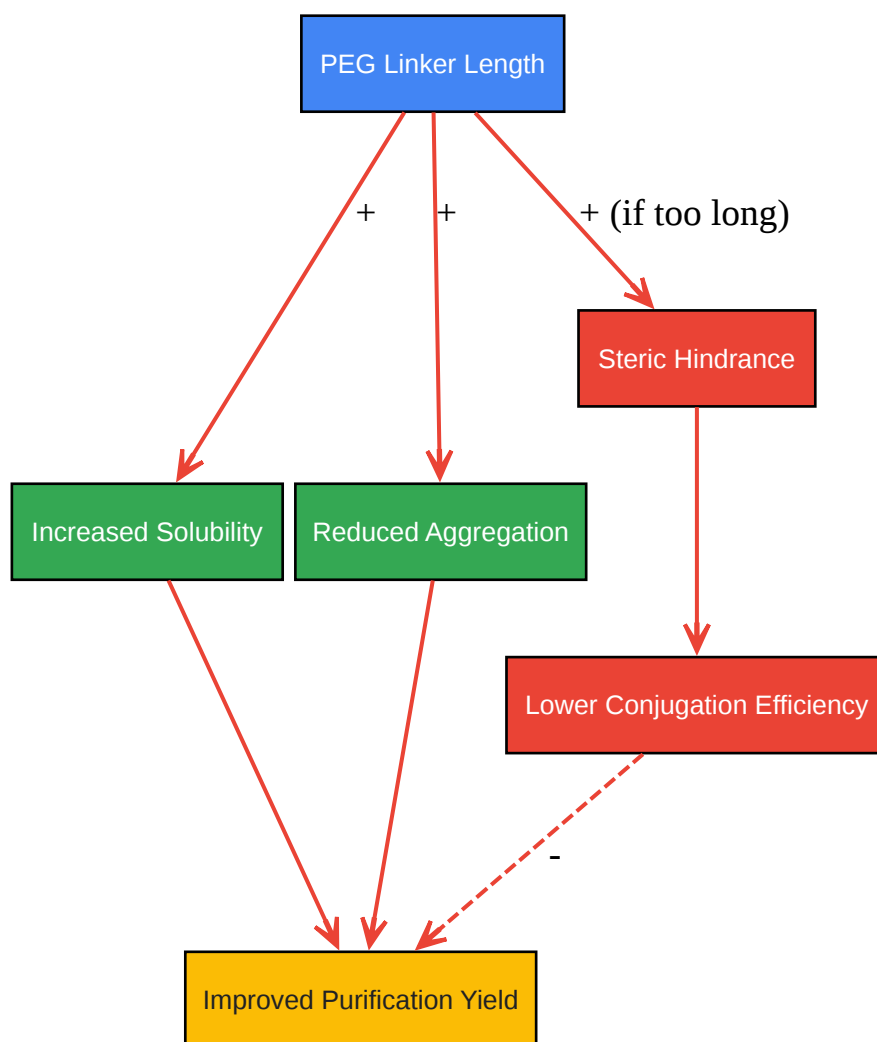 PEG Linker Length
+
+
+ (if too long)
Steric Hindrance
Increased Solubility
Reduced Aggregation
Lower Conjugation Efficiency
-
Improved Purification Yield